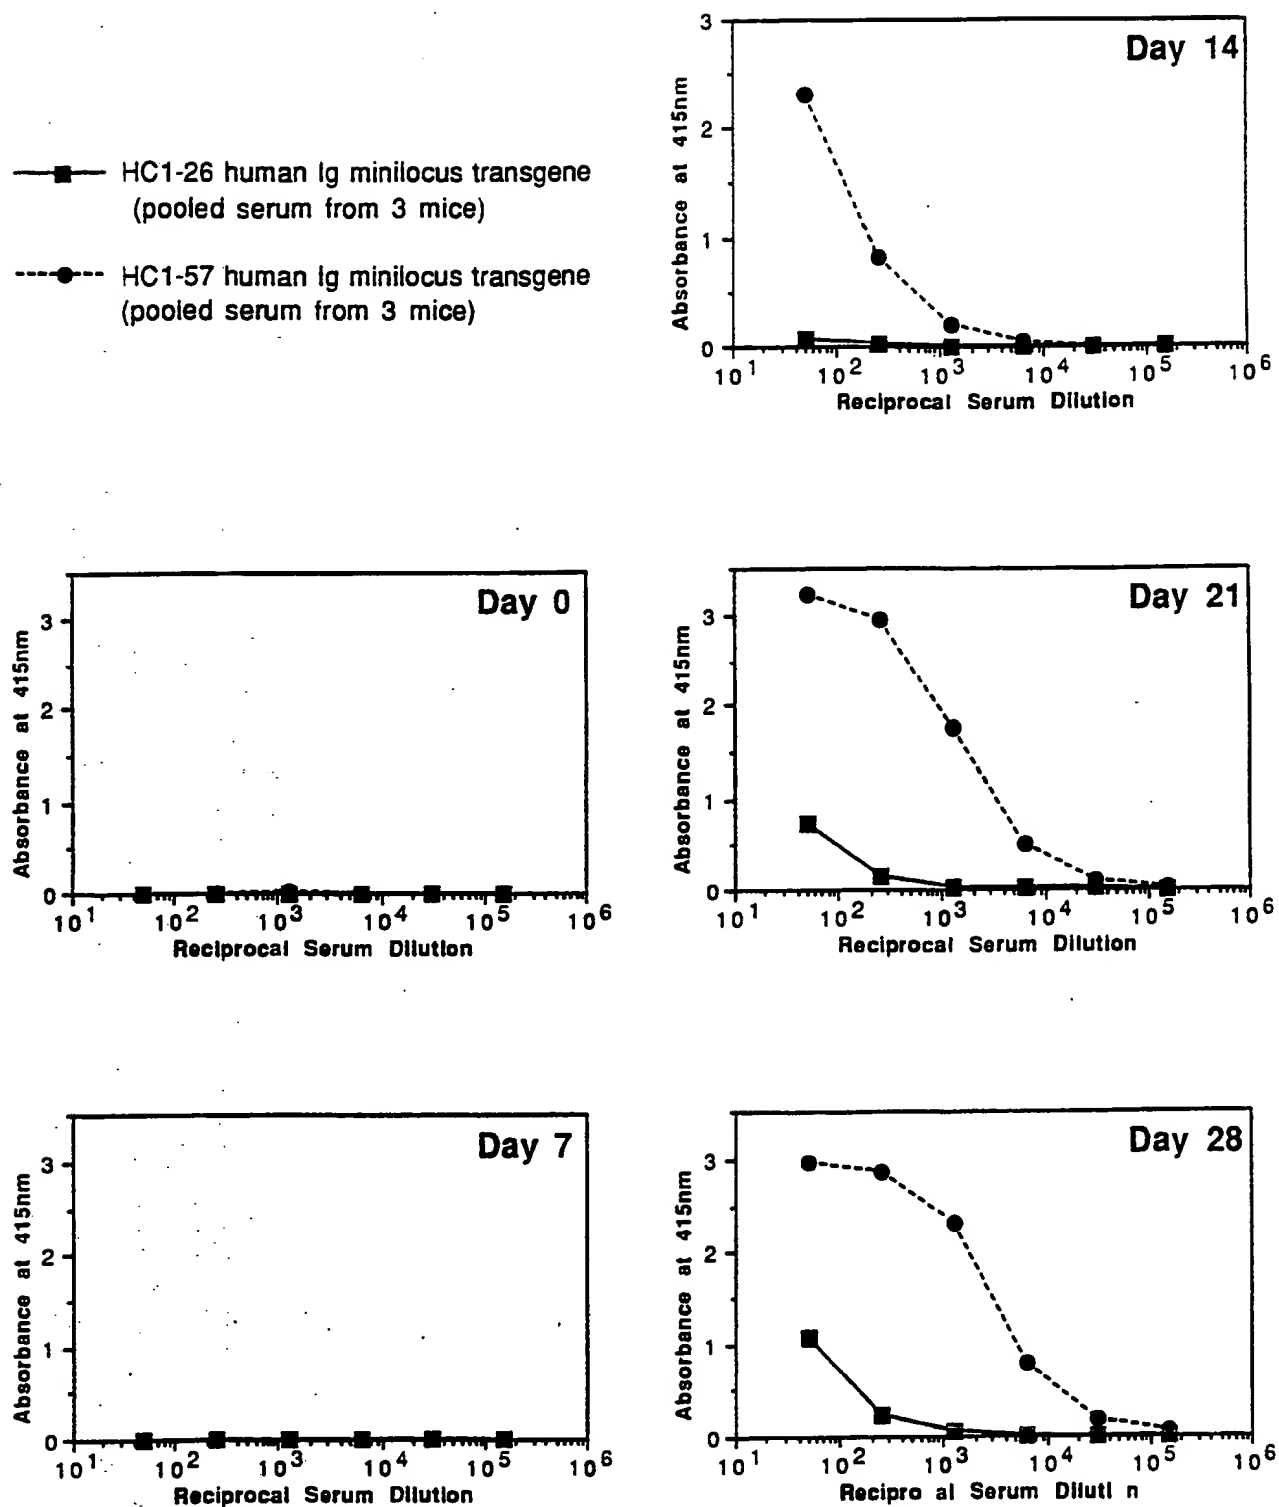 HC1-26 human Ig minilocus transgene
(pooled serum from 3 mice)
HC1-57 human Ig minilocus transgene
(pooled serum from 3 mice)
Day 14
Absorbance at 415nm
3
2
1
0
10^1 10^2 10^3 10^4 10^5 10^6
Reciprocal Serum Dilution
Day 0
Absorbance at 415nm
3
2
1
0
10^1 10^2 10^3 10^4 10^5 10^6
Reciprocal Serum Dilution
Day 21
Absorbance at 415nm
3
2
1
0
10^1 10^2 10^3 10^4 10^5 10^6
Reciprocal Serum Dilution
Day 7
Absorbance at 415nm
3
2
1
0
10^1 10^2 10^3 10^4 10^5 10^6
Reciprocal Serum Dilution
Day 28
Absorbance at 415nm
3
2
1
0
10^1 10^2 10^3 10^4 10^5 10^6
Recipro al Serum Diluti n